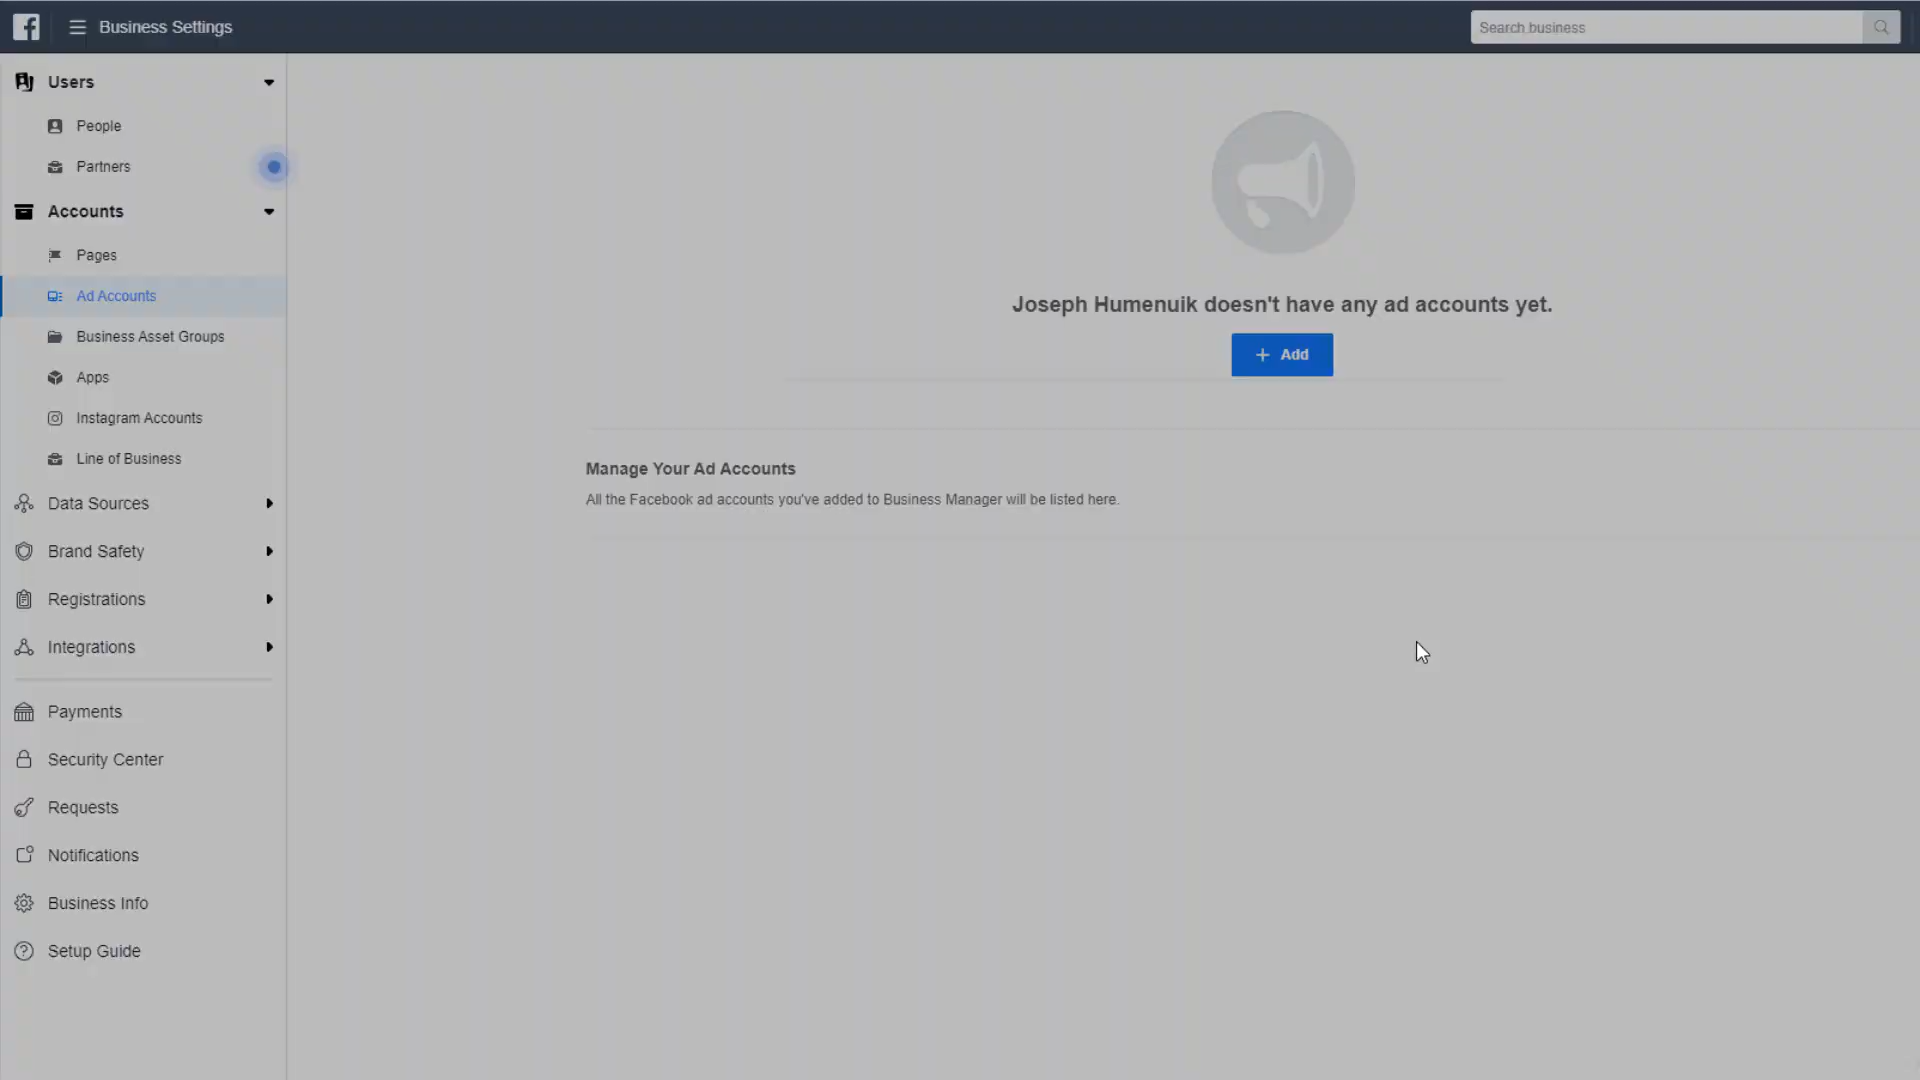 Business Settings
Search business
Users
People
Partners
Accounts
Pages
Ad Accounts
Business Asset Groups
Apps
Instagram Accounts
Line of Business
Data Sources
Brand Safety
Registrations
Integrations
Payments
Security Center
Requests
Notifications
Business Info
Setup Guide
Joseph Humenuik doesn't have any ad accounts yet.
+ Add
Manage Your Ad Accounts
All the Facebook ad accounts you've added to Business Manager will be listed here.